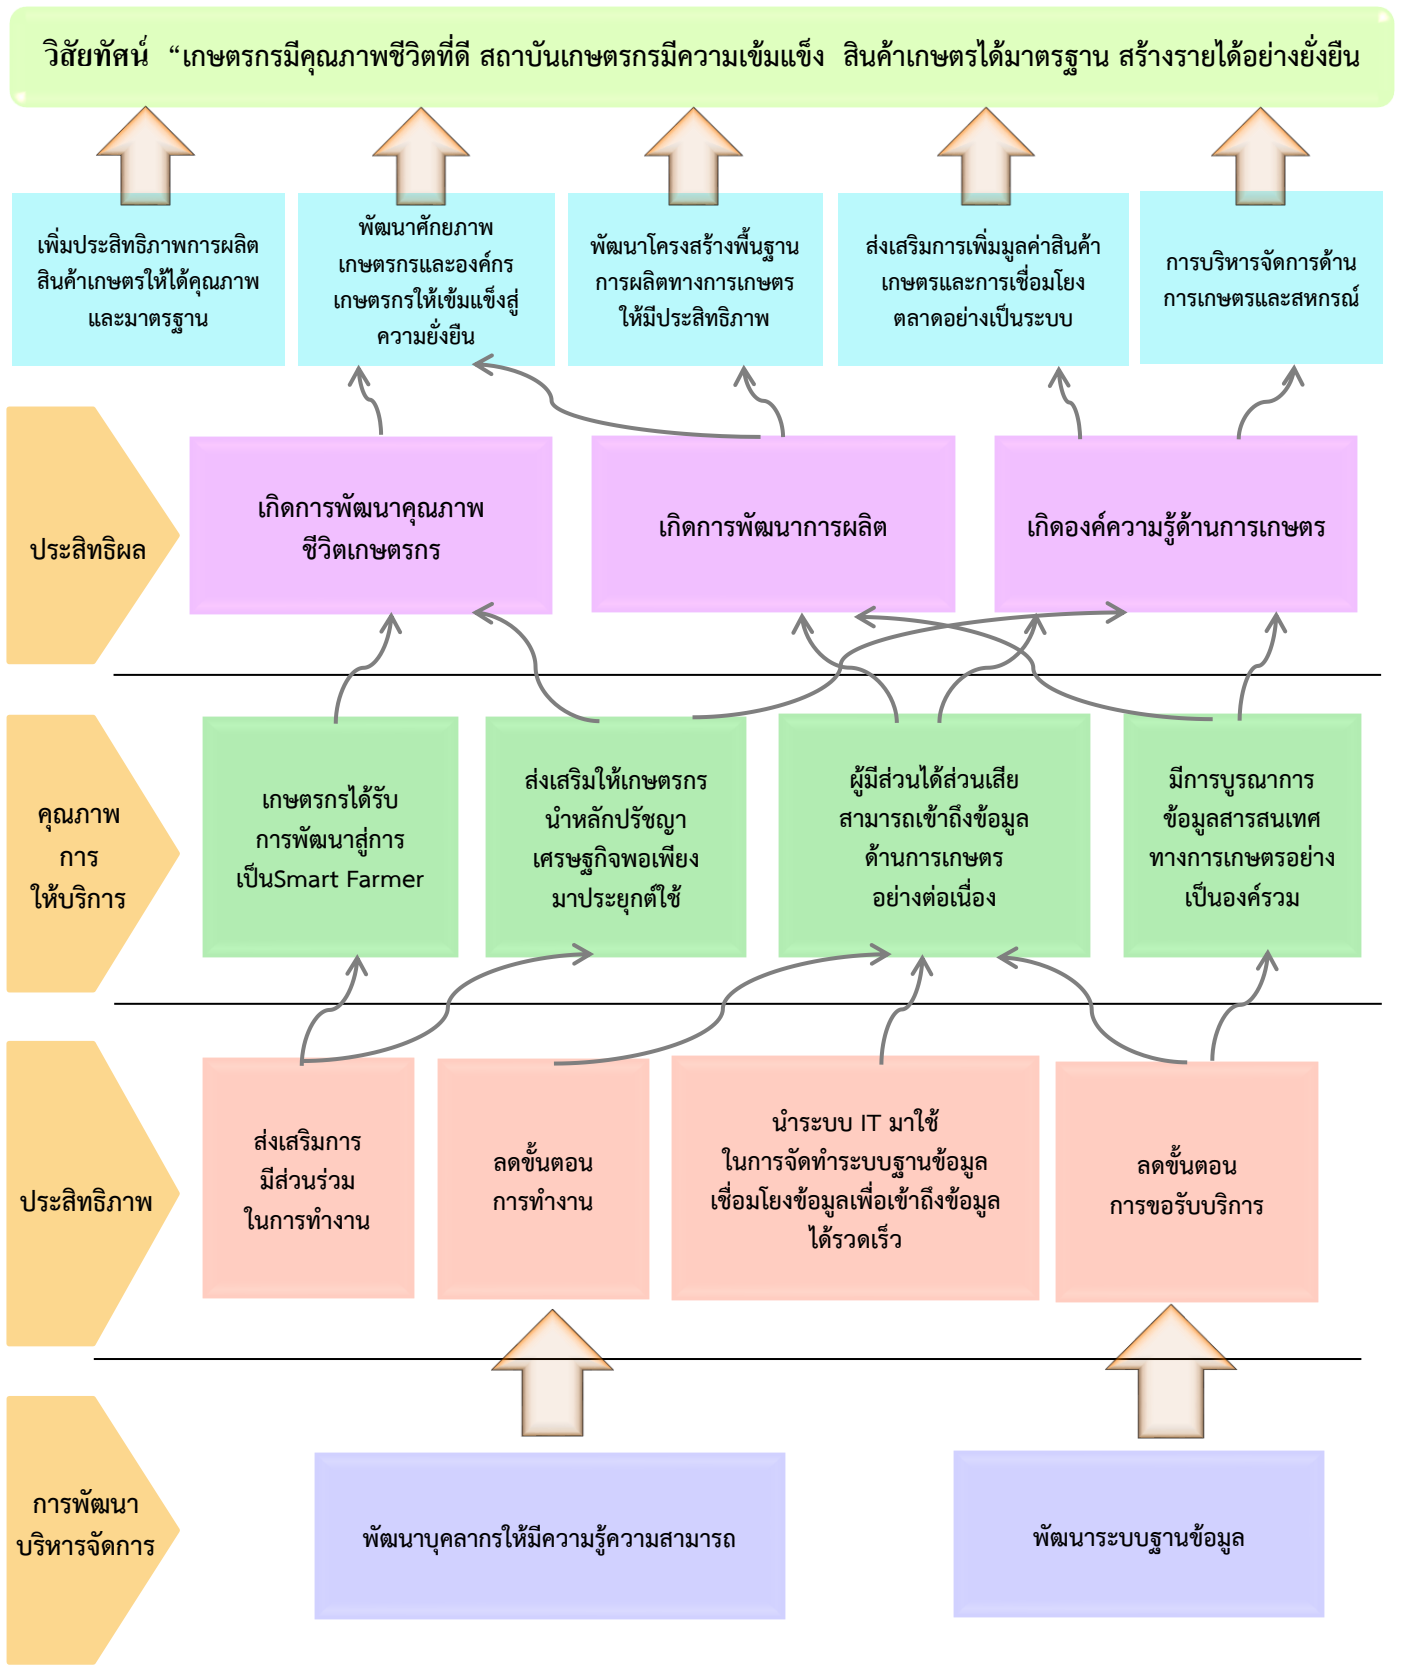 วิสัยทัศน์ “เกษตรกรมีคุณภาพชีวิตที่ดี สถาบันเกษตรกรมีความเข้มแข็ง สินค้าเกษตรได้มาตรฐาน สร้างรายได้อย่างยั่งยืน
เพิ่มประสิทธิภาพการผลิต
สินค้าเกษตรให้ได้คุณภาพ
และมาตรฐาน
พัฒนาศักยภาพ
เกษตรกรและองค์กร
เกษตรกรให้เข้มแข็งสู่
ความยั่งยืน
พัฒนาโครงสร้างพื้นฐาน
การผลิตทางการเกษตร
ให้มีประสิทธิภาพ
ส่งเสริมการเพิ่มมูลค่าสินค้า
เกษตรและการเชื่อมโยง
ตลาดอย่างเป็นระบบ
การบริหารจัดการด้าน
การเกษตรและสหกรณ์
ประสิทธิผล
เกิดการพัฒนาคุณภาพ
ชีวิตเกษตรกร
เกิดการพัฒนาการผลิต
เกิดองค์ความรู้ด้านการเกษตร
คุณภาพ
การ
ให้บริการ
เกษตรกรได้รับ
การพัฒนาสู่การ
เป็นSmart Farmer
ส่งเสริมให้เกษตรกร
นำหลักปรัชญา
เศรษฐกิจพอเพียง
มาประยุกต์ใช้
ผู้มีส่วนได้ส่วนเสีย
สามารถเข้าถึงข้อมูล
ด้านการเกษตร
อย่างต่อเนื่อง
มีการบูรณาการ
ข้อมูลสารสนเทศ
ทางการเกษตรอย่าง
เป็นองค์รวม
ประสิทธิภาพ
ส่งเสริมการ
มีส่วนร่วม
ในการทำงาน
ลดขั้นตอน
การทำงาน
นำระบบ IT มาใช้
ในการจัดทำระบบฐานข้อมูล
เชื่อมโยงข้อมูลเพื่อเข้าถึงข้อมูล
ได้รวดเร็ว
ลดขั้นตอน
การขอรับบริการ
การพัฒนา
บริหารจัดการ
พัฒนาบุคลากรให้มีความรู้ความสามารถ
พัฒนาระบบฐานข้อมูล